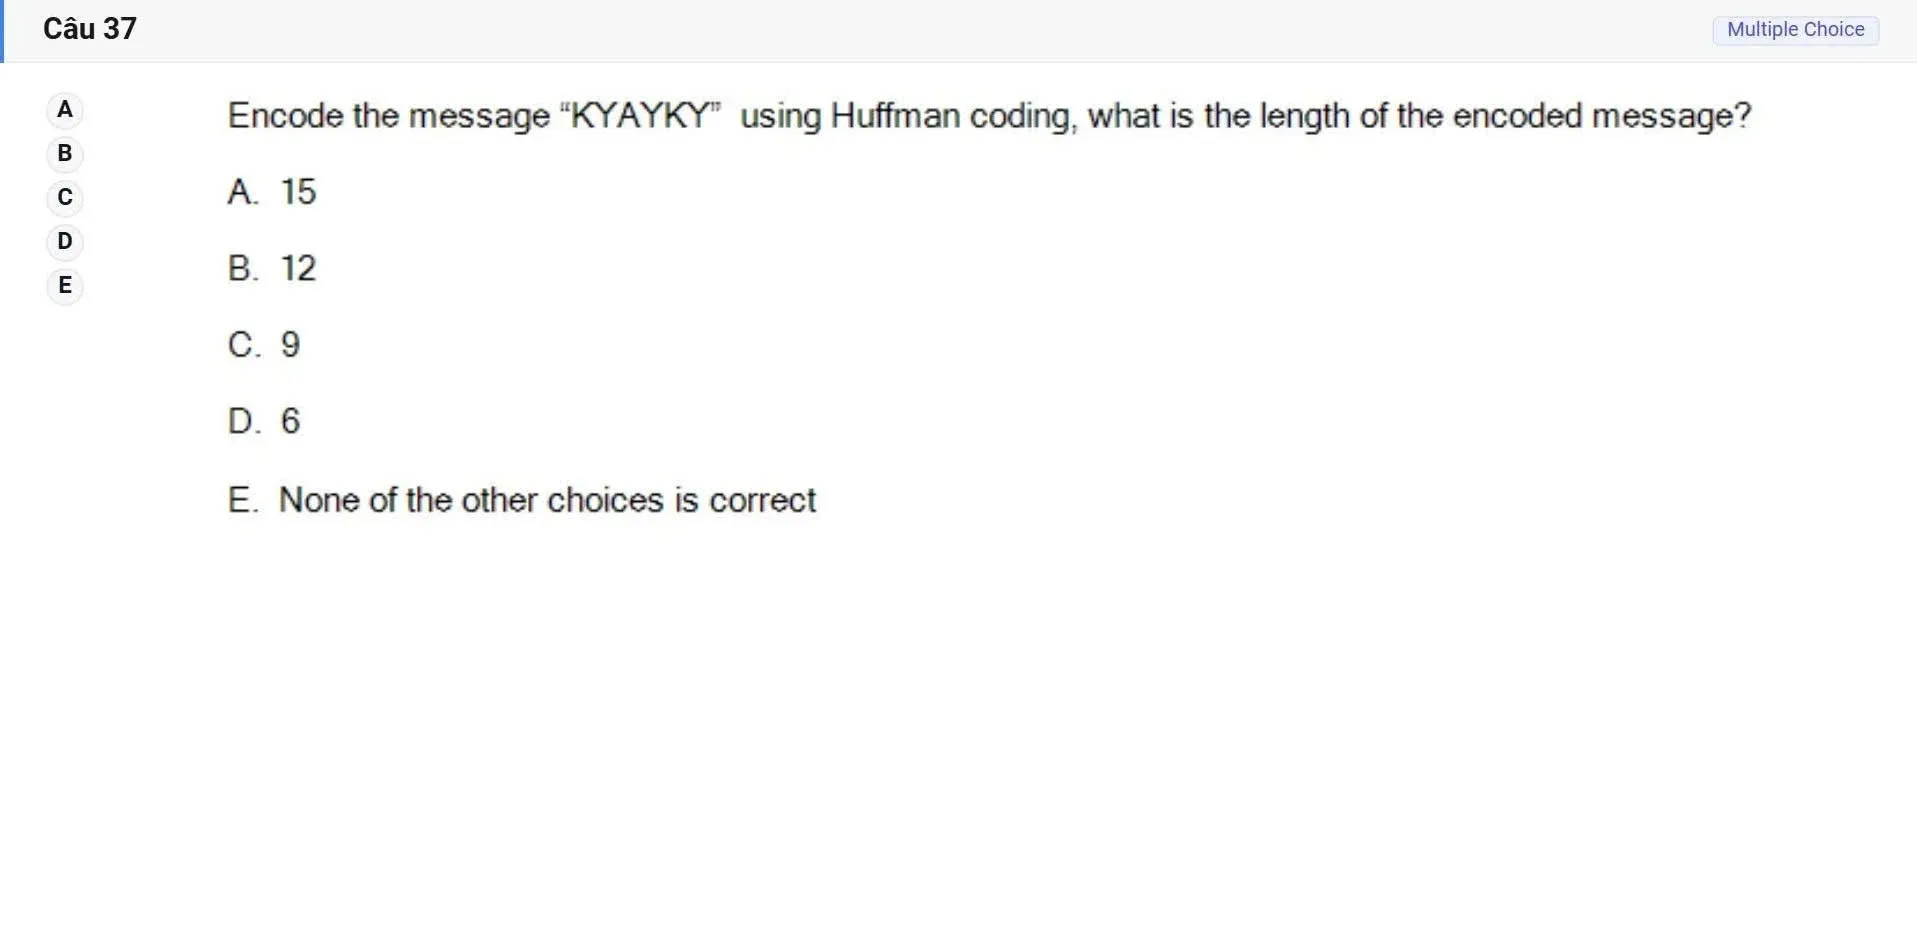 Câu 37
Multiple Choice
A
B
C
D
E
Encode the message “KYAYKY” using Huffman coding, what is the length of the encoded message?
A. 15
B. 12
C. 9
D. 6
E. None of the other choices is correct